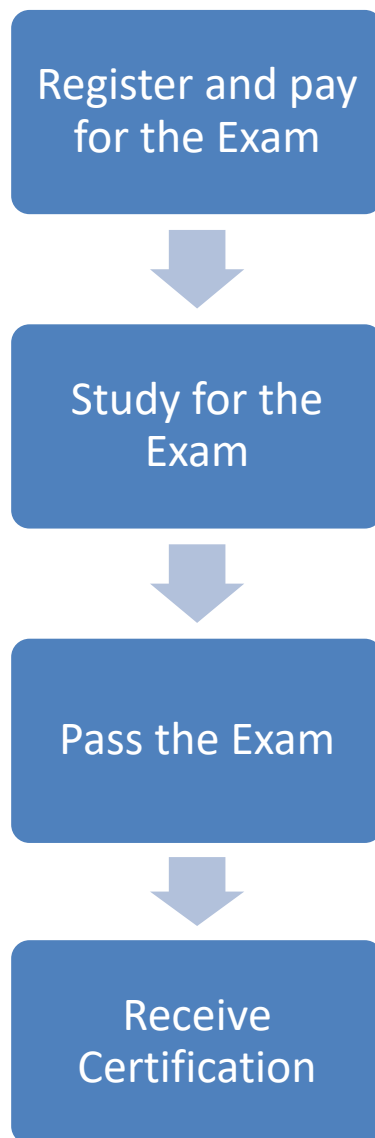 Register and pay
for the Exam
Study for the
Exam
Pass the Exam
Receive
Certification